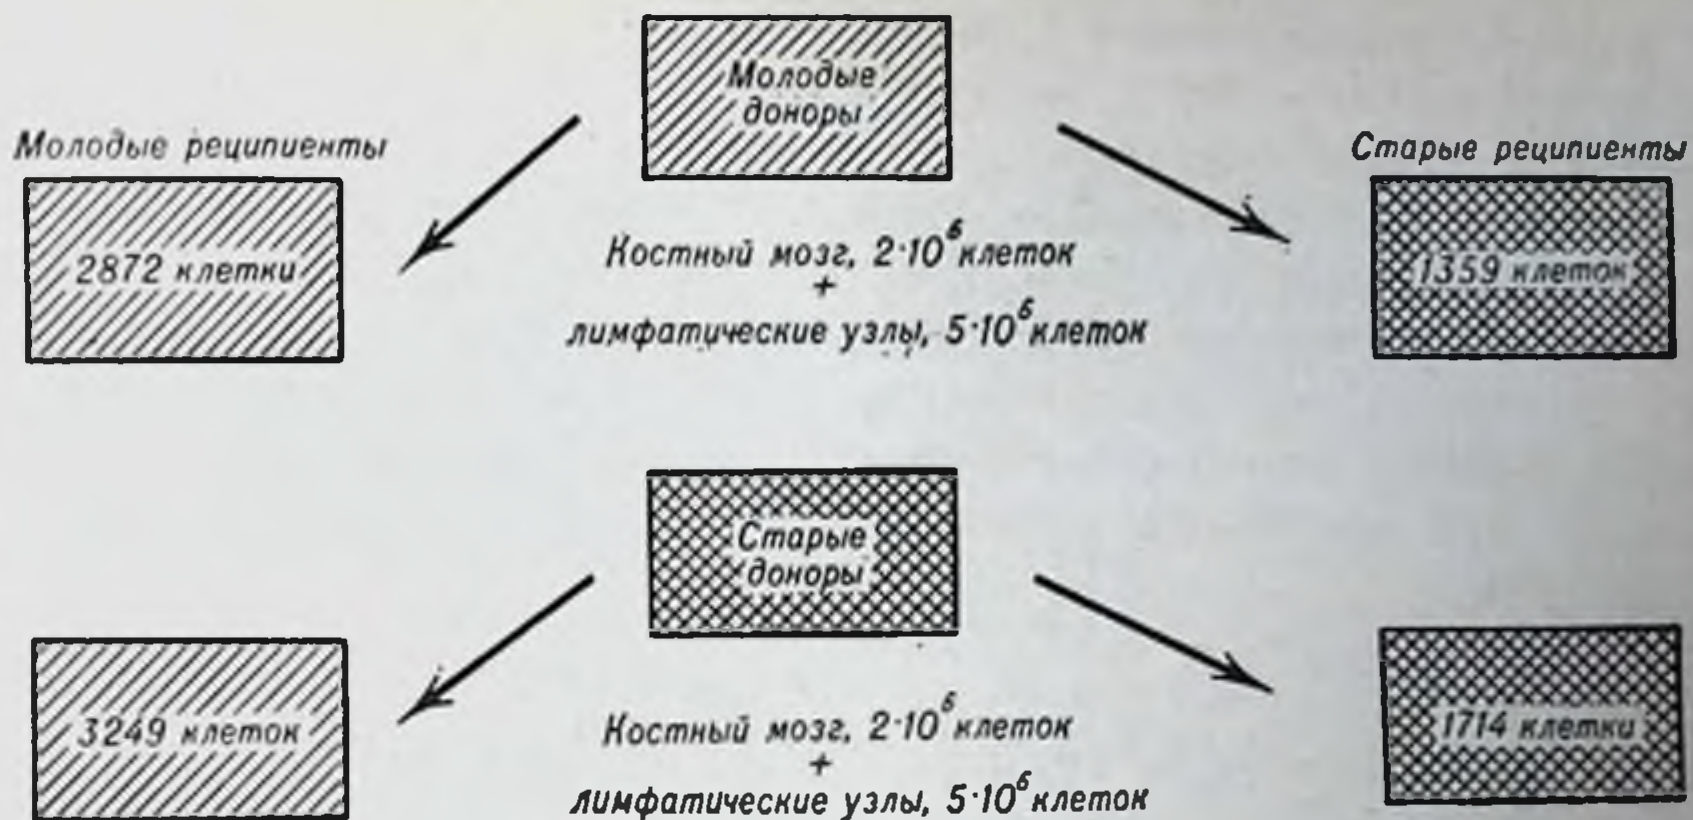 Молодые
доноры
Молодые реципиенты
Старые реципиенты
2872 клетки
Костный мозг, 2·10⁶ клеток
+
лимфатические узлы, 5·10⁶ клеток
1359 клеток
Старые
доноры
3249 клеток
Костный мозг, 2·10⁶ клеток
+
лимфатические узлы, 5·10⁶ клеток
1714 клетки